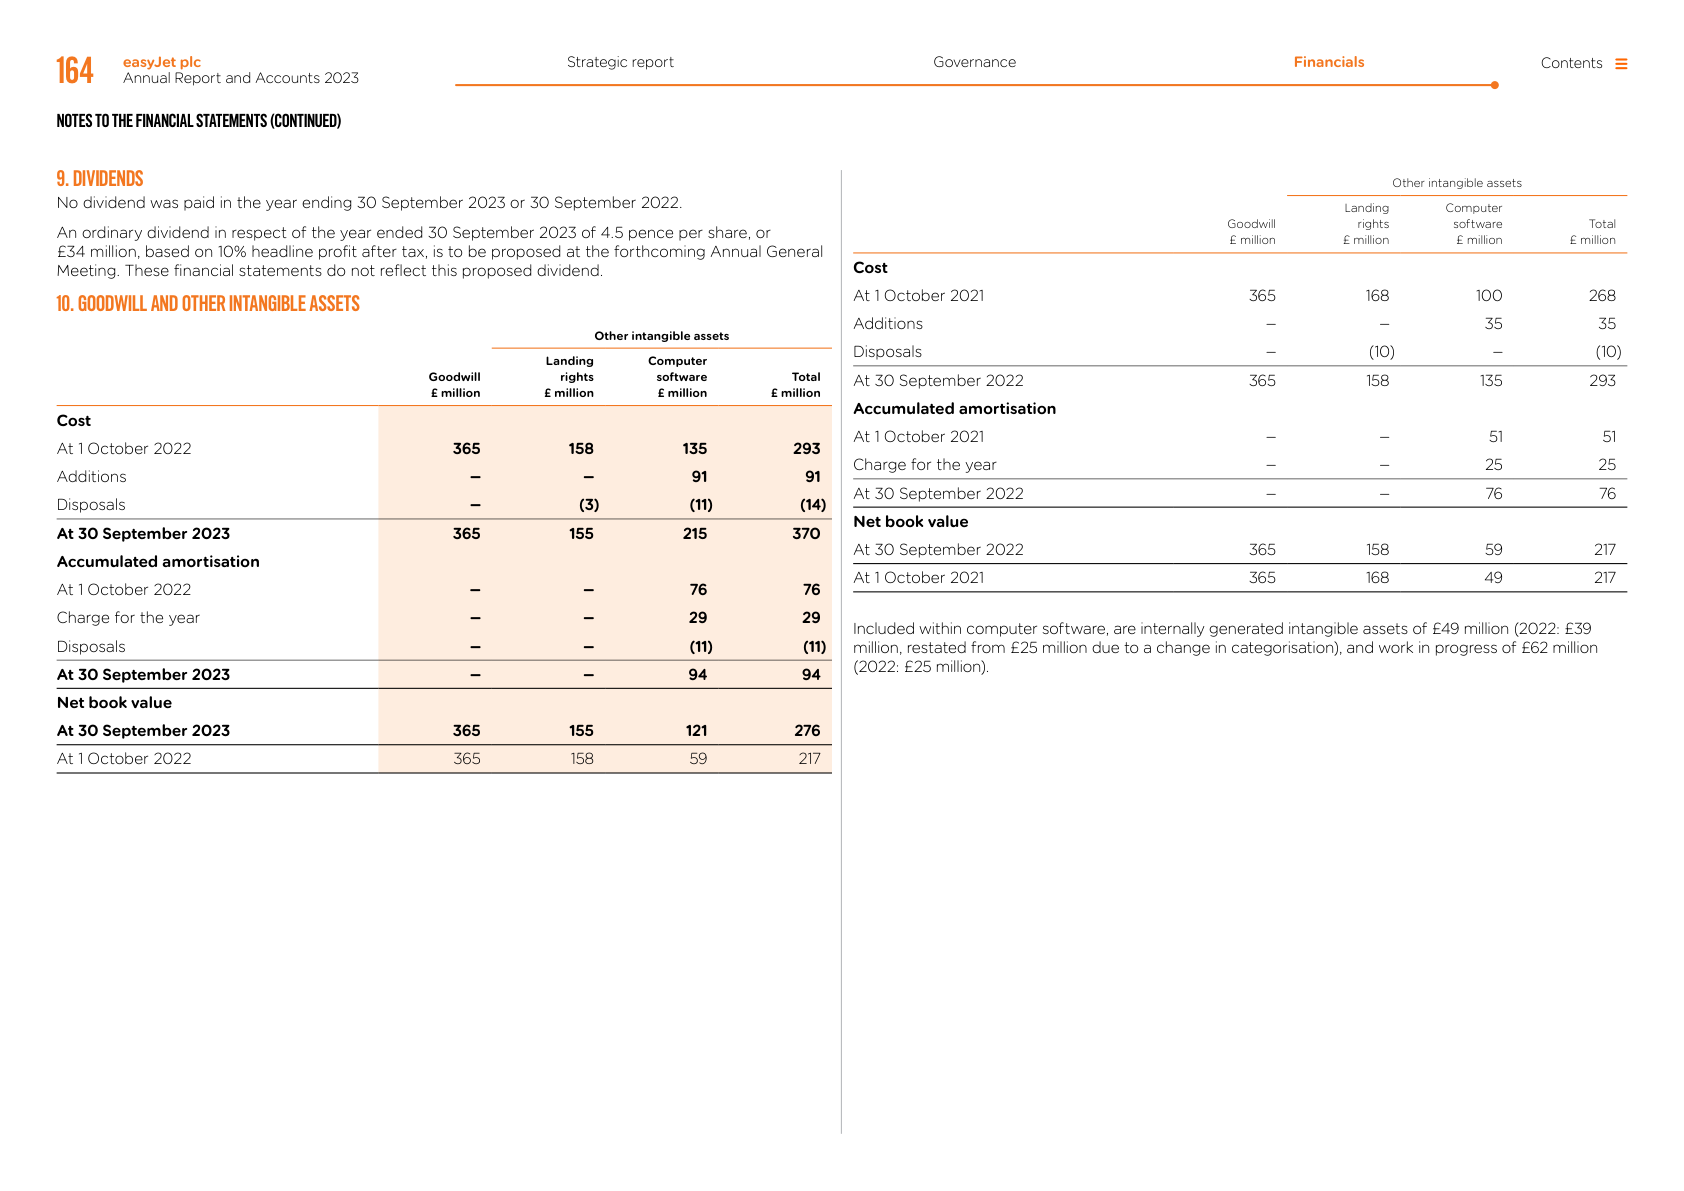 164
easyJet plc
Annual Report and Accounts 2023
Strategic report
Governance
Financials
Contents
NOTES TO THE FINANCIAL STATEMENTS (CONTINUED)
9. DIVIDENDS
No dividend was paid in the year ending 30 September 2023 or 30 September 2022.
An ordinary dividend in respect of the year ended 30 September 2023 of 4.5 pence per share, or
£34 million, based on 10% headline profit after tax, is to be proposed at the forthcoming Annual General
Meeting. These financial statements do not reflect this proposed dividend.
10. GOODWILL AND OTHER INTANGIBLE ASSETS
Other intangible assets
Goodwill £ million Landing rights £ million Computer software £ million Total £ million
Cost
At 1 October 2022 365 158 135 293
Additions – – 91 91
Disposals – (3) (11) (14)
At 30 September 2023 365 155 215 370
Accumulated amortisation
At 1 October 2022 – – 76 76
Charge for the year – – 29 29
Disposals – – (11) (11)
At 30 September 2023 – – 94 94
Net book value
At 30 September 2023 365 155 121 276
At 1 October 2022 365 158 59 217
Other intangible assets
Goodwill £ million Landing rights £ million Computer software £ million Total £ million
Cost
At 1 October 2021 365 168 100 268
Additions – – 35 35
Disposals – (10) – (10)
At 30 September 2022 365 158 135 293
Accumulated amortisation
At 1 October 2021 – – 51 51
Charge for the year – – 25 25
At 30 September 2022 – – 76 76
Net book value
At 30 September 2022 365 158 59 217
At 1 October 2021 365 168 49 217
Included within computer software, are internally generated intangible assets of £49 million (2022: £39
million, restated from £25 million due to a change in categorisation), and work in progress of £62 million
(2022: £25 million).